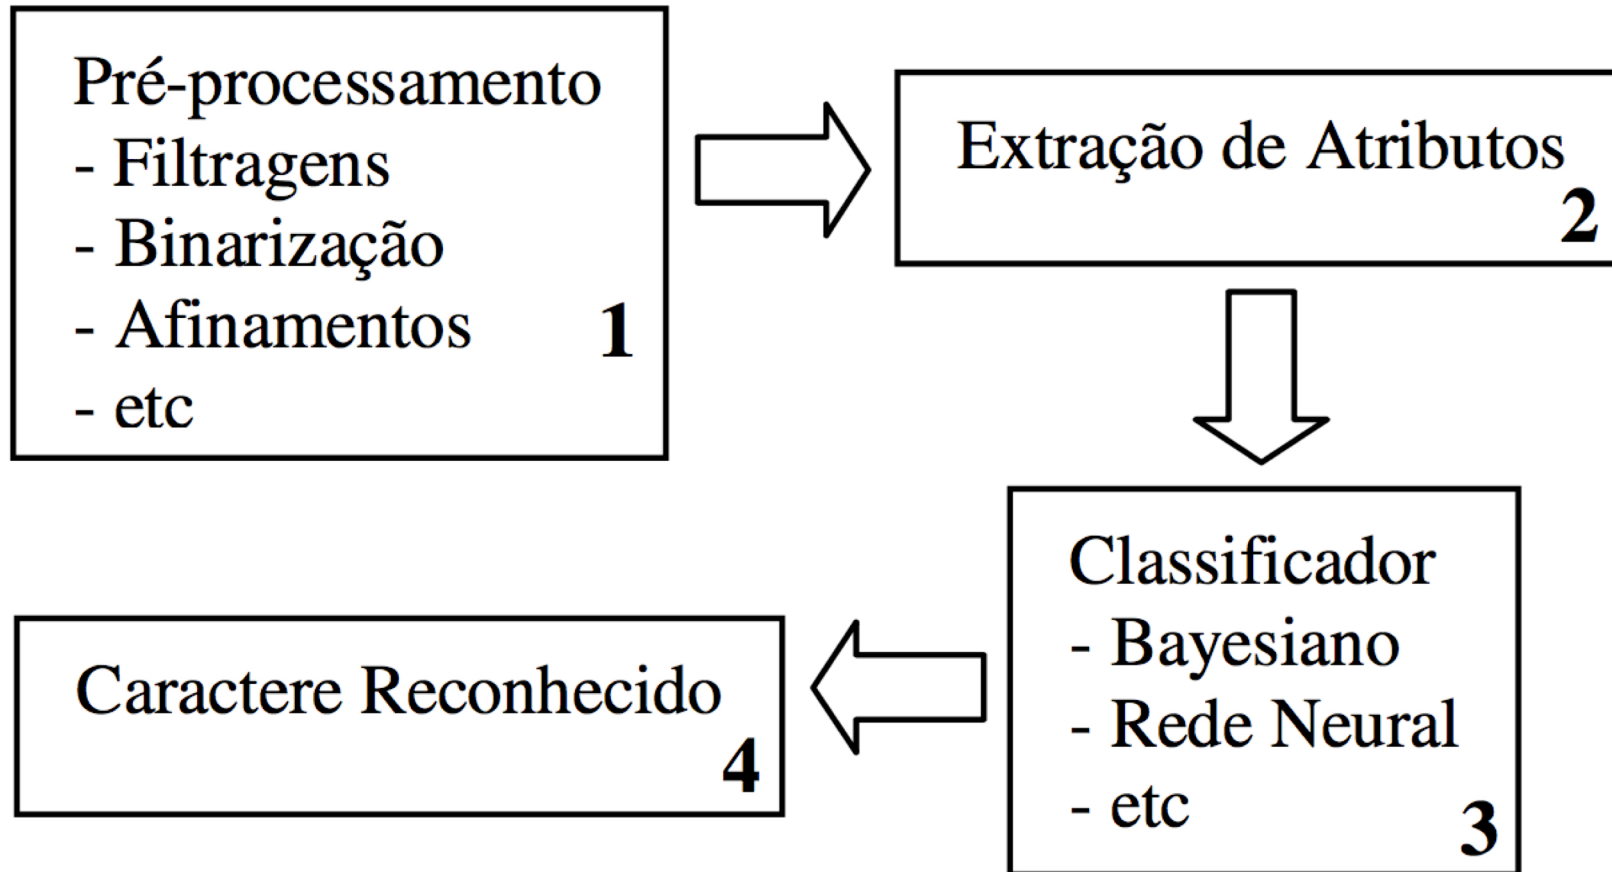 Pré-processamento
- Filtragens
- Binarização
- Afinamentos
- etc
1
Extração de Atributos
2
Classificador
- Bayesiano
- Rede Neural
- etc
3
Caractere Reconhecido
4